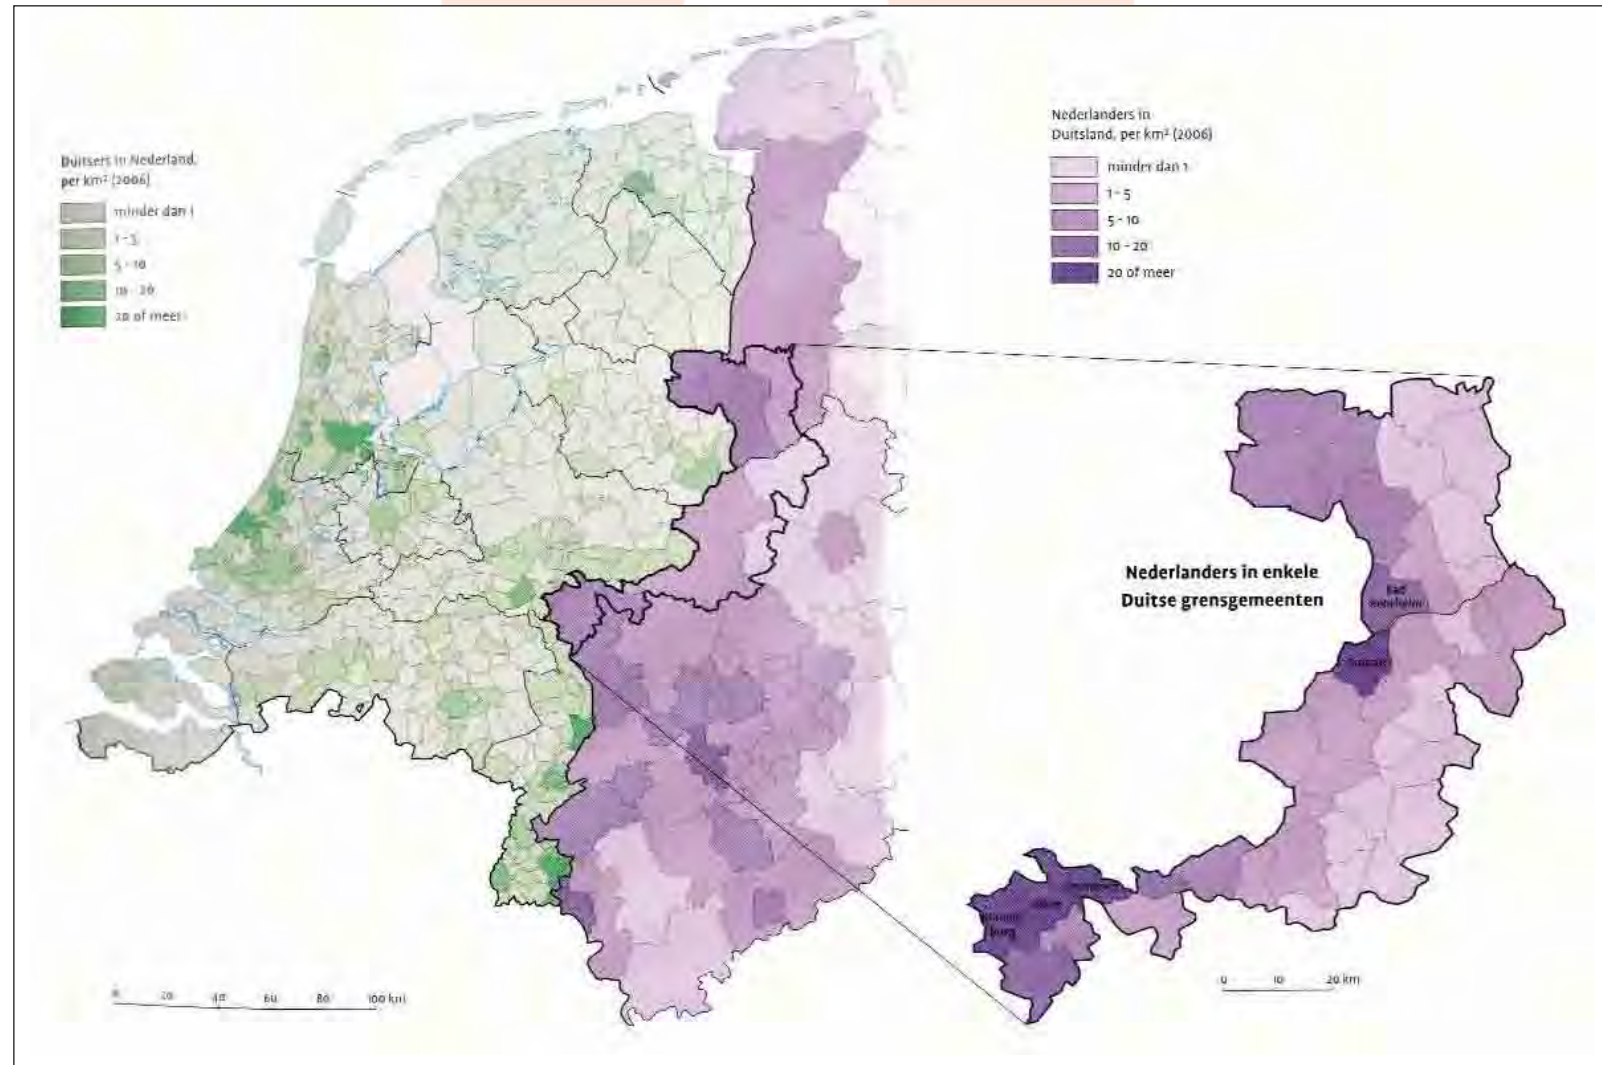 Duitsers in Nederland,
per km² (2006)
minder dan 1
1 - 5
5 - 10
10 - 20
20 of meer
Nederlanders in
Duitsland, per km² (2006)
minder dan 1
1 - 5
5 - 10
10 - 20
20 of meer
Nederlanders in enkele
Duitse grensgemeenten
Bad
0 20 40 60 80 100 km
0 10 20 km